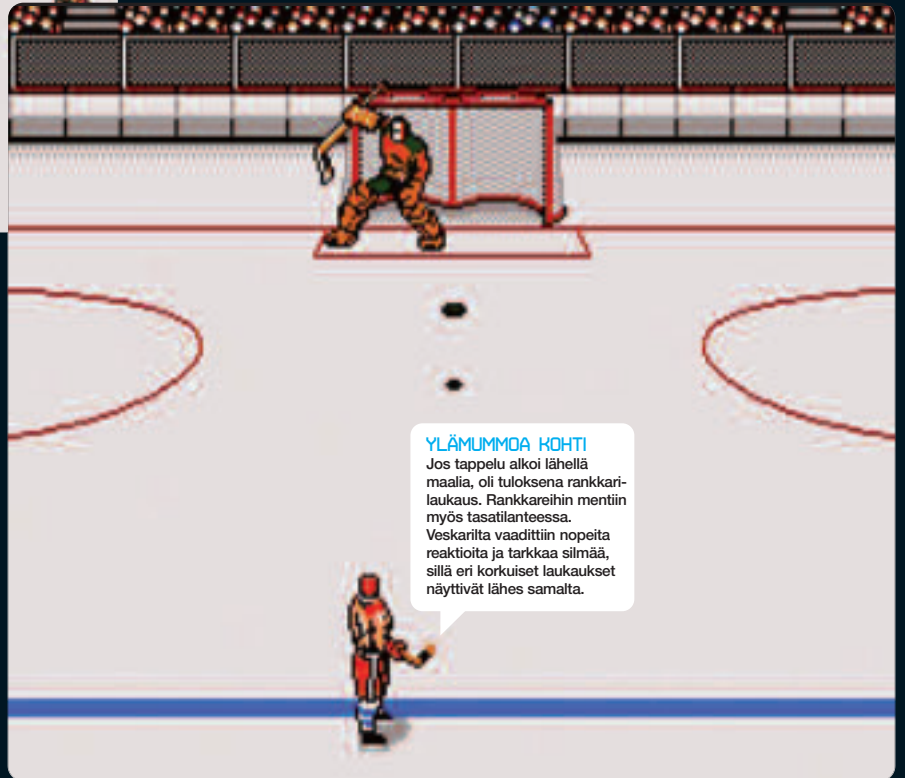 YLÄMUMMOA KOHTI
Jos tappelu alkoi lähellä
maalia, oli tuloksena rankkari-
laukaus. Rankkareihin mentiin
myös tasatilanteessa.
Veskarilta vaadittiin nopeita
reaktioita ja tarkkaa silmää,
sillä eri korkuiset laukaukset
näyttivät lähes samalta.